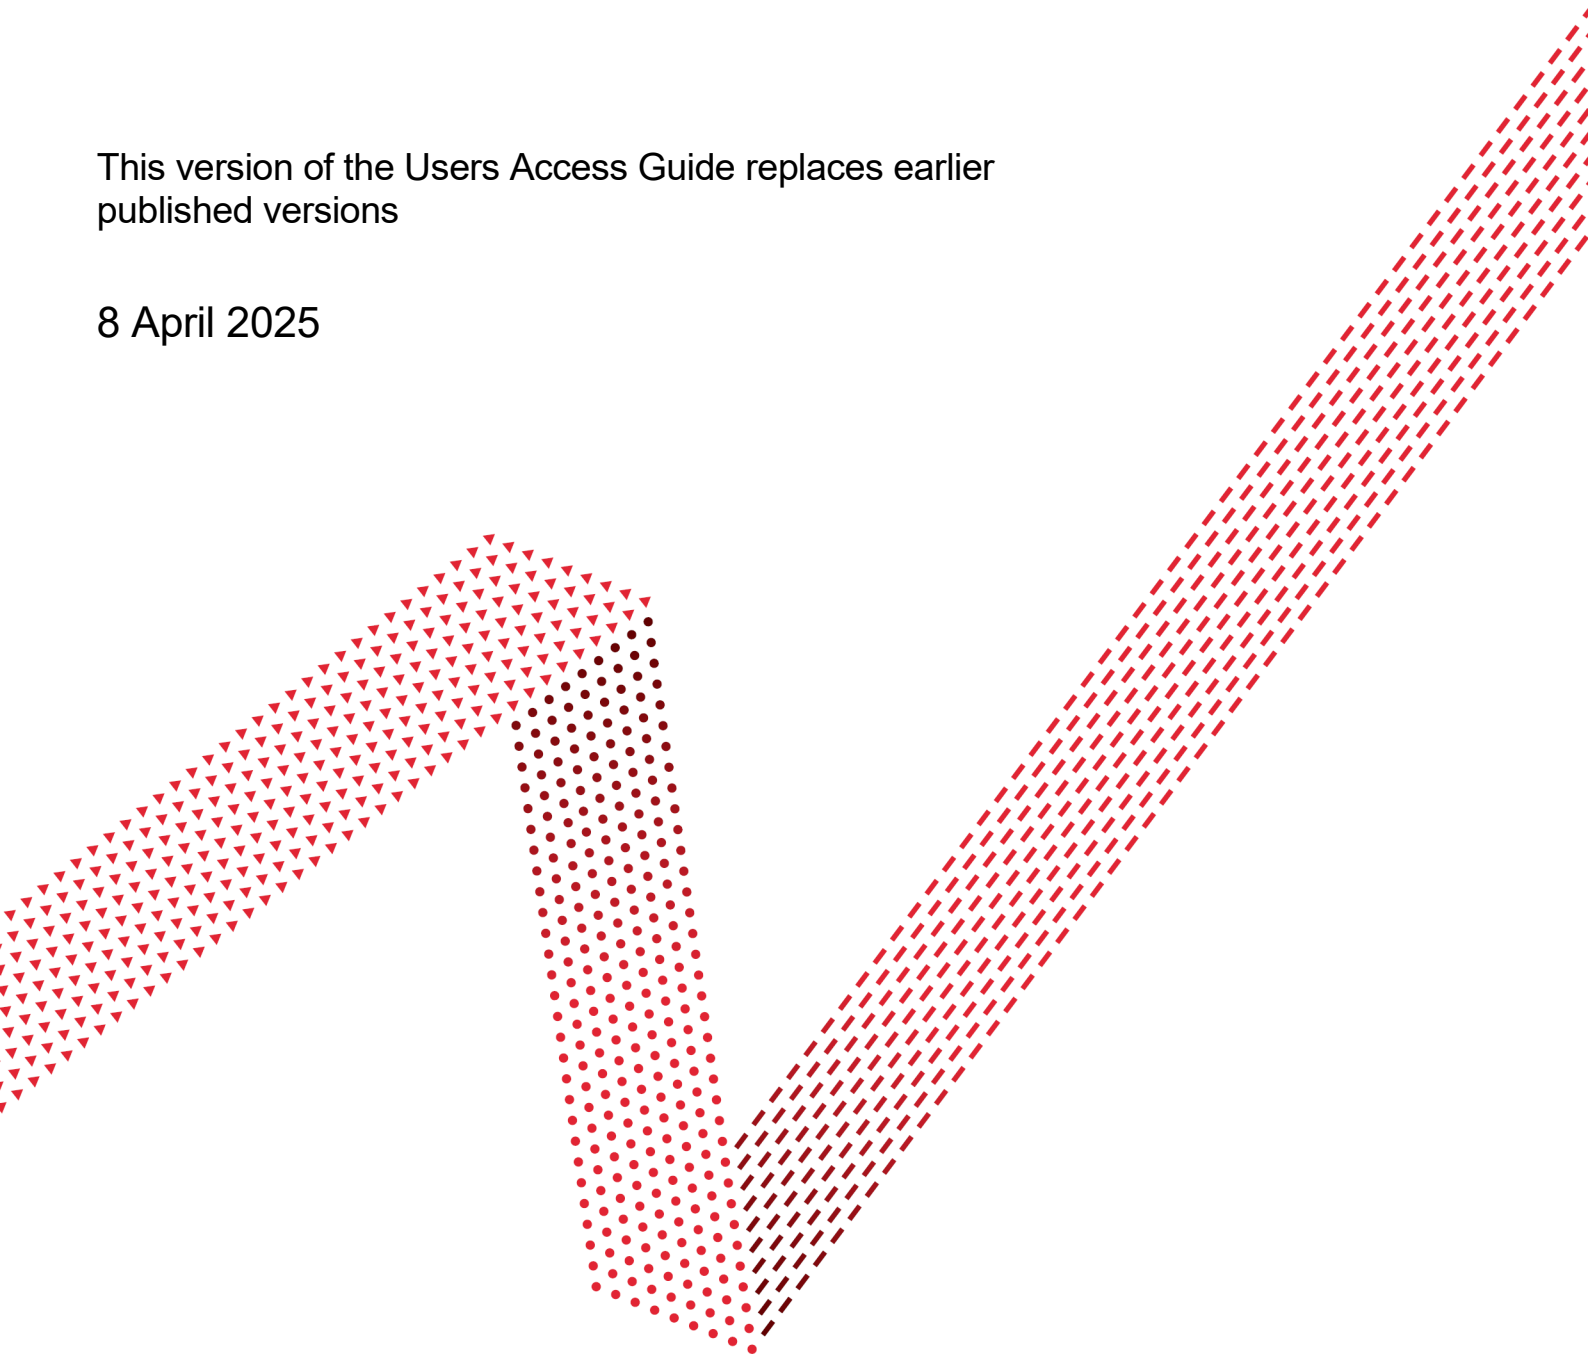 This version of the Users Access Guide replaces earlier
published versions
8 April 2025